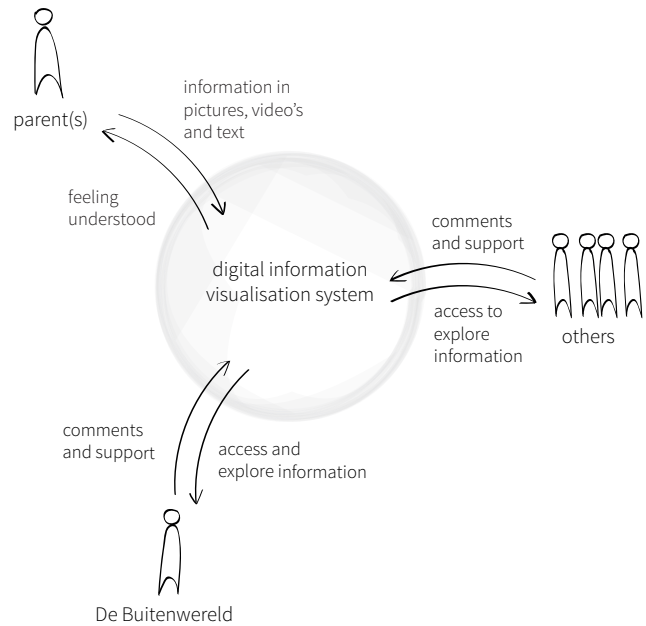 information in
pictures, video's
and text
parent(s)
feeling
understood
comments
and support
digital information
visualisation system
access to
explore
information
others
comments
and support
access and
explore information
De Buitenwereld